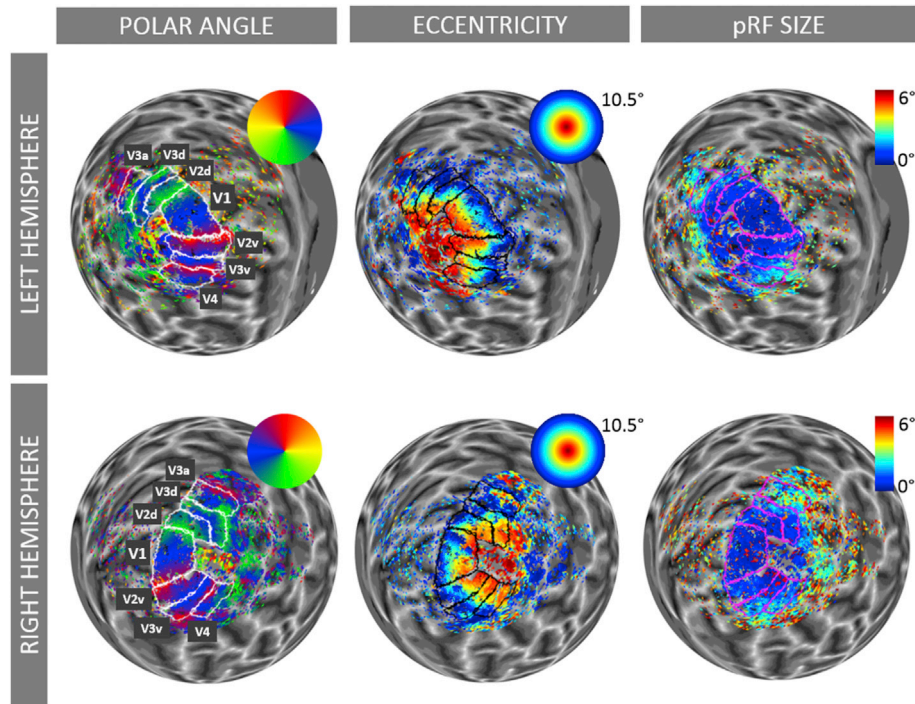 POLAR ANGLE
ECCENTRICITY
pRF SIZE
LEFT HEMISPHERE
V3a
V3d
V2d
V1
V2v
V3v
V4
10.5°
6°
0°
RIGHT HEMISPHERE
V3a
V3d
V2d
V1
V2v
V3v
V4
10.5°
6°
0°